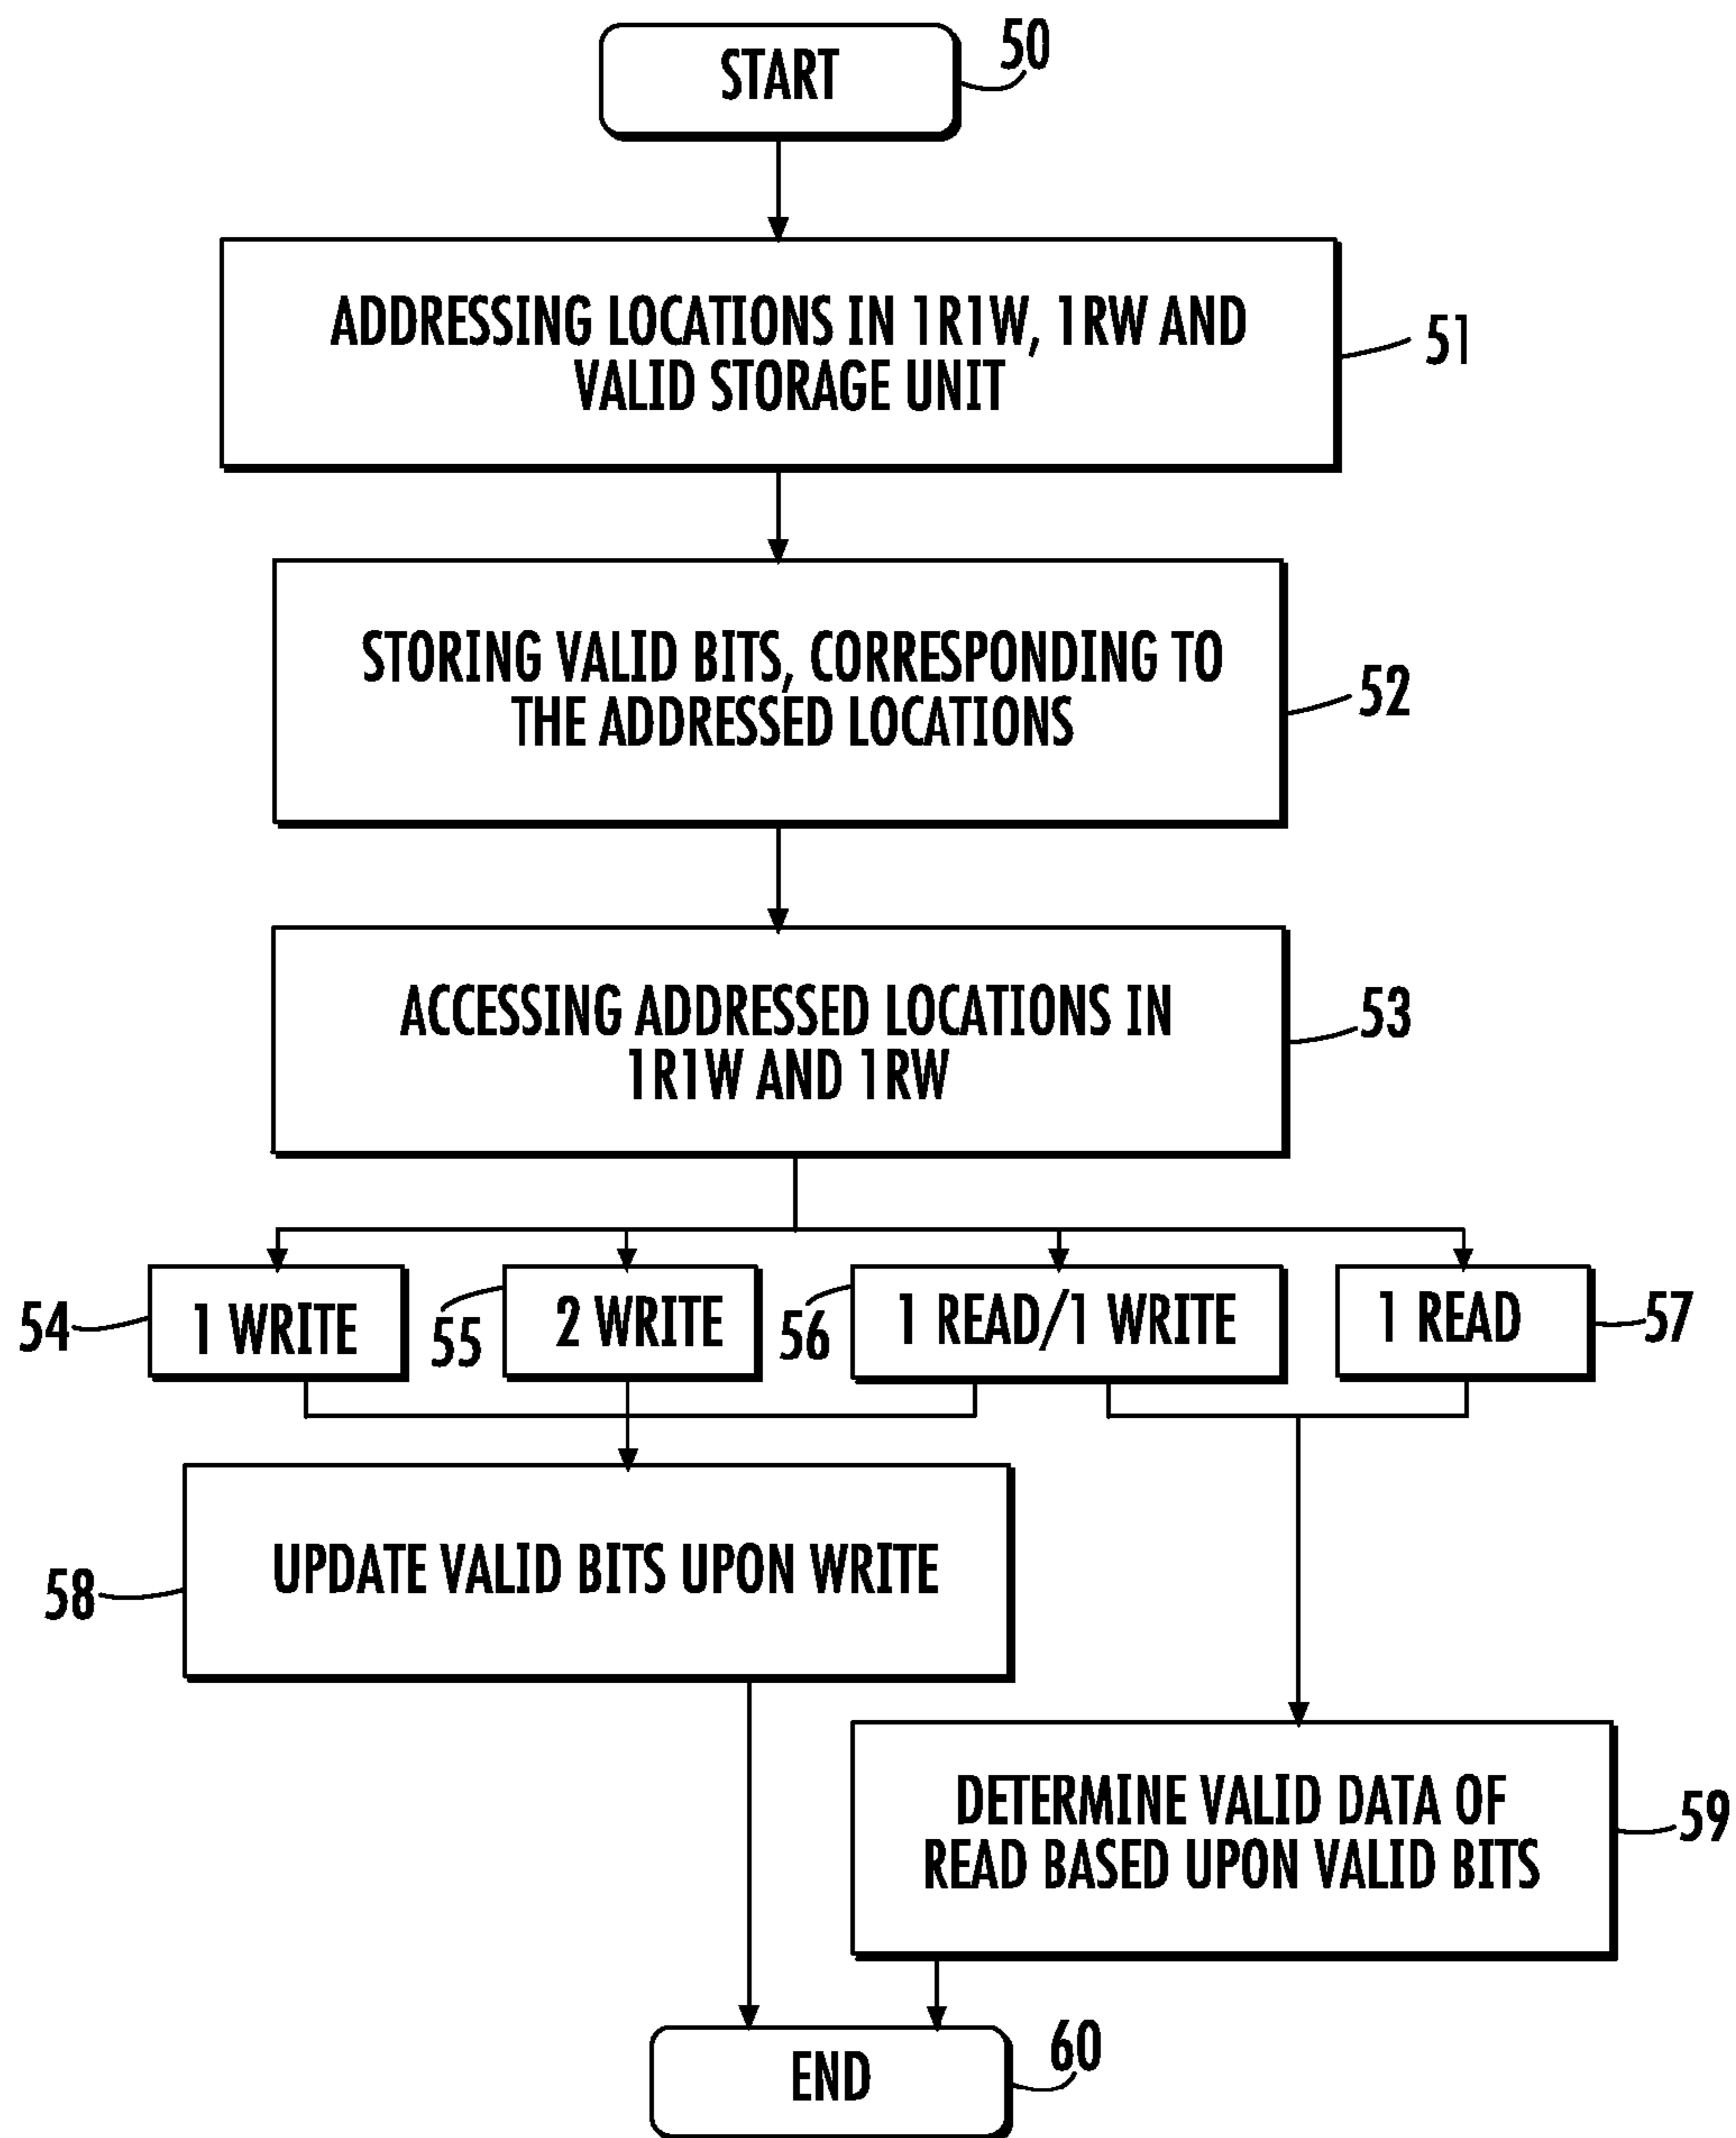 START
50
ADDRESSING LOCATIONS IN 1R1W, 1RW AND
VALID STORAGE UNIT
51
STORING VALID BITS, CORRESPONDING TO
THE ADDRESSED LOCATIONS
52
ACCESSING ADDRESSED LOCATIONS IN
1R1W AND 1RW
53
54
1 WRITE
55
2 WRITE
56
1 READ/1 WRITE
1 READ
57
58
UPDATE VALID BITS UPON WRITE
DETERMINE VALID DATA OF
READ BASED UPON VALID BITS
59
END
60